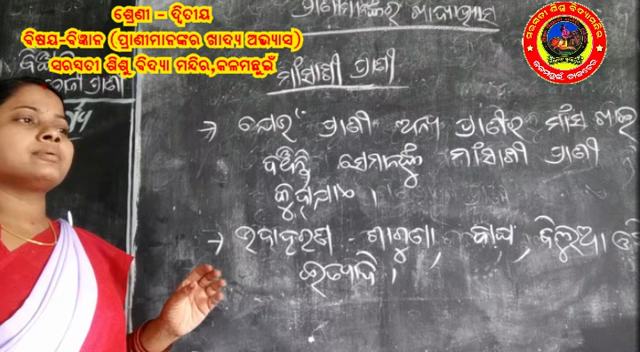 ଶ୍ରେଣୀ – ଦ୍ୱିତୀୟ
ବିଷୟ-ବିଜ୍ଞାନ (ପ୍ରାଣୀମାନଙ୍କର ଖାଦ୍ୟ ଅଭ୍ୟାସ)
ସରସ୍ୱତୀ ଶିଶୁ ବିଦ୍ୟା ମନ୍ଦିର,କଳମଛୁଇଁ
ପ୍ରାଣୀମାନଙ୍କର ଖାଦ୍ୟାଭ୍ୟାସ
ମାଂସାଶୀ ପ୍ରାଣୀ
→ ଯେଉଁ ପ୍ରାଣୀ ଅନ୍ୟ ପ୍ରାଣୀର ମାଂସ ଖାଇ
ବଞ୍ଚନ୍ତି ସେମାନଙ୍କୁ ମାଂସାଶୀ ପ୍ରାଣୀ
କୁହାଯାଏ ।
→ ଉଦାହରଣ - ଶାଗୁଣା, ବାଘ, ବିଲୁଆ
ଇତ୍ୟାଦି ।